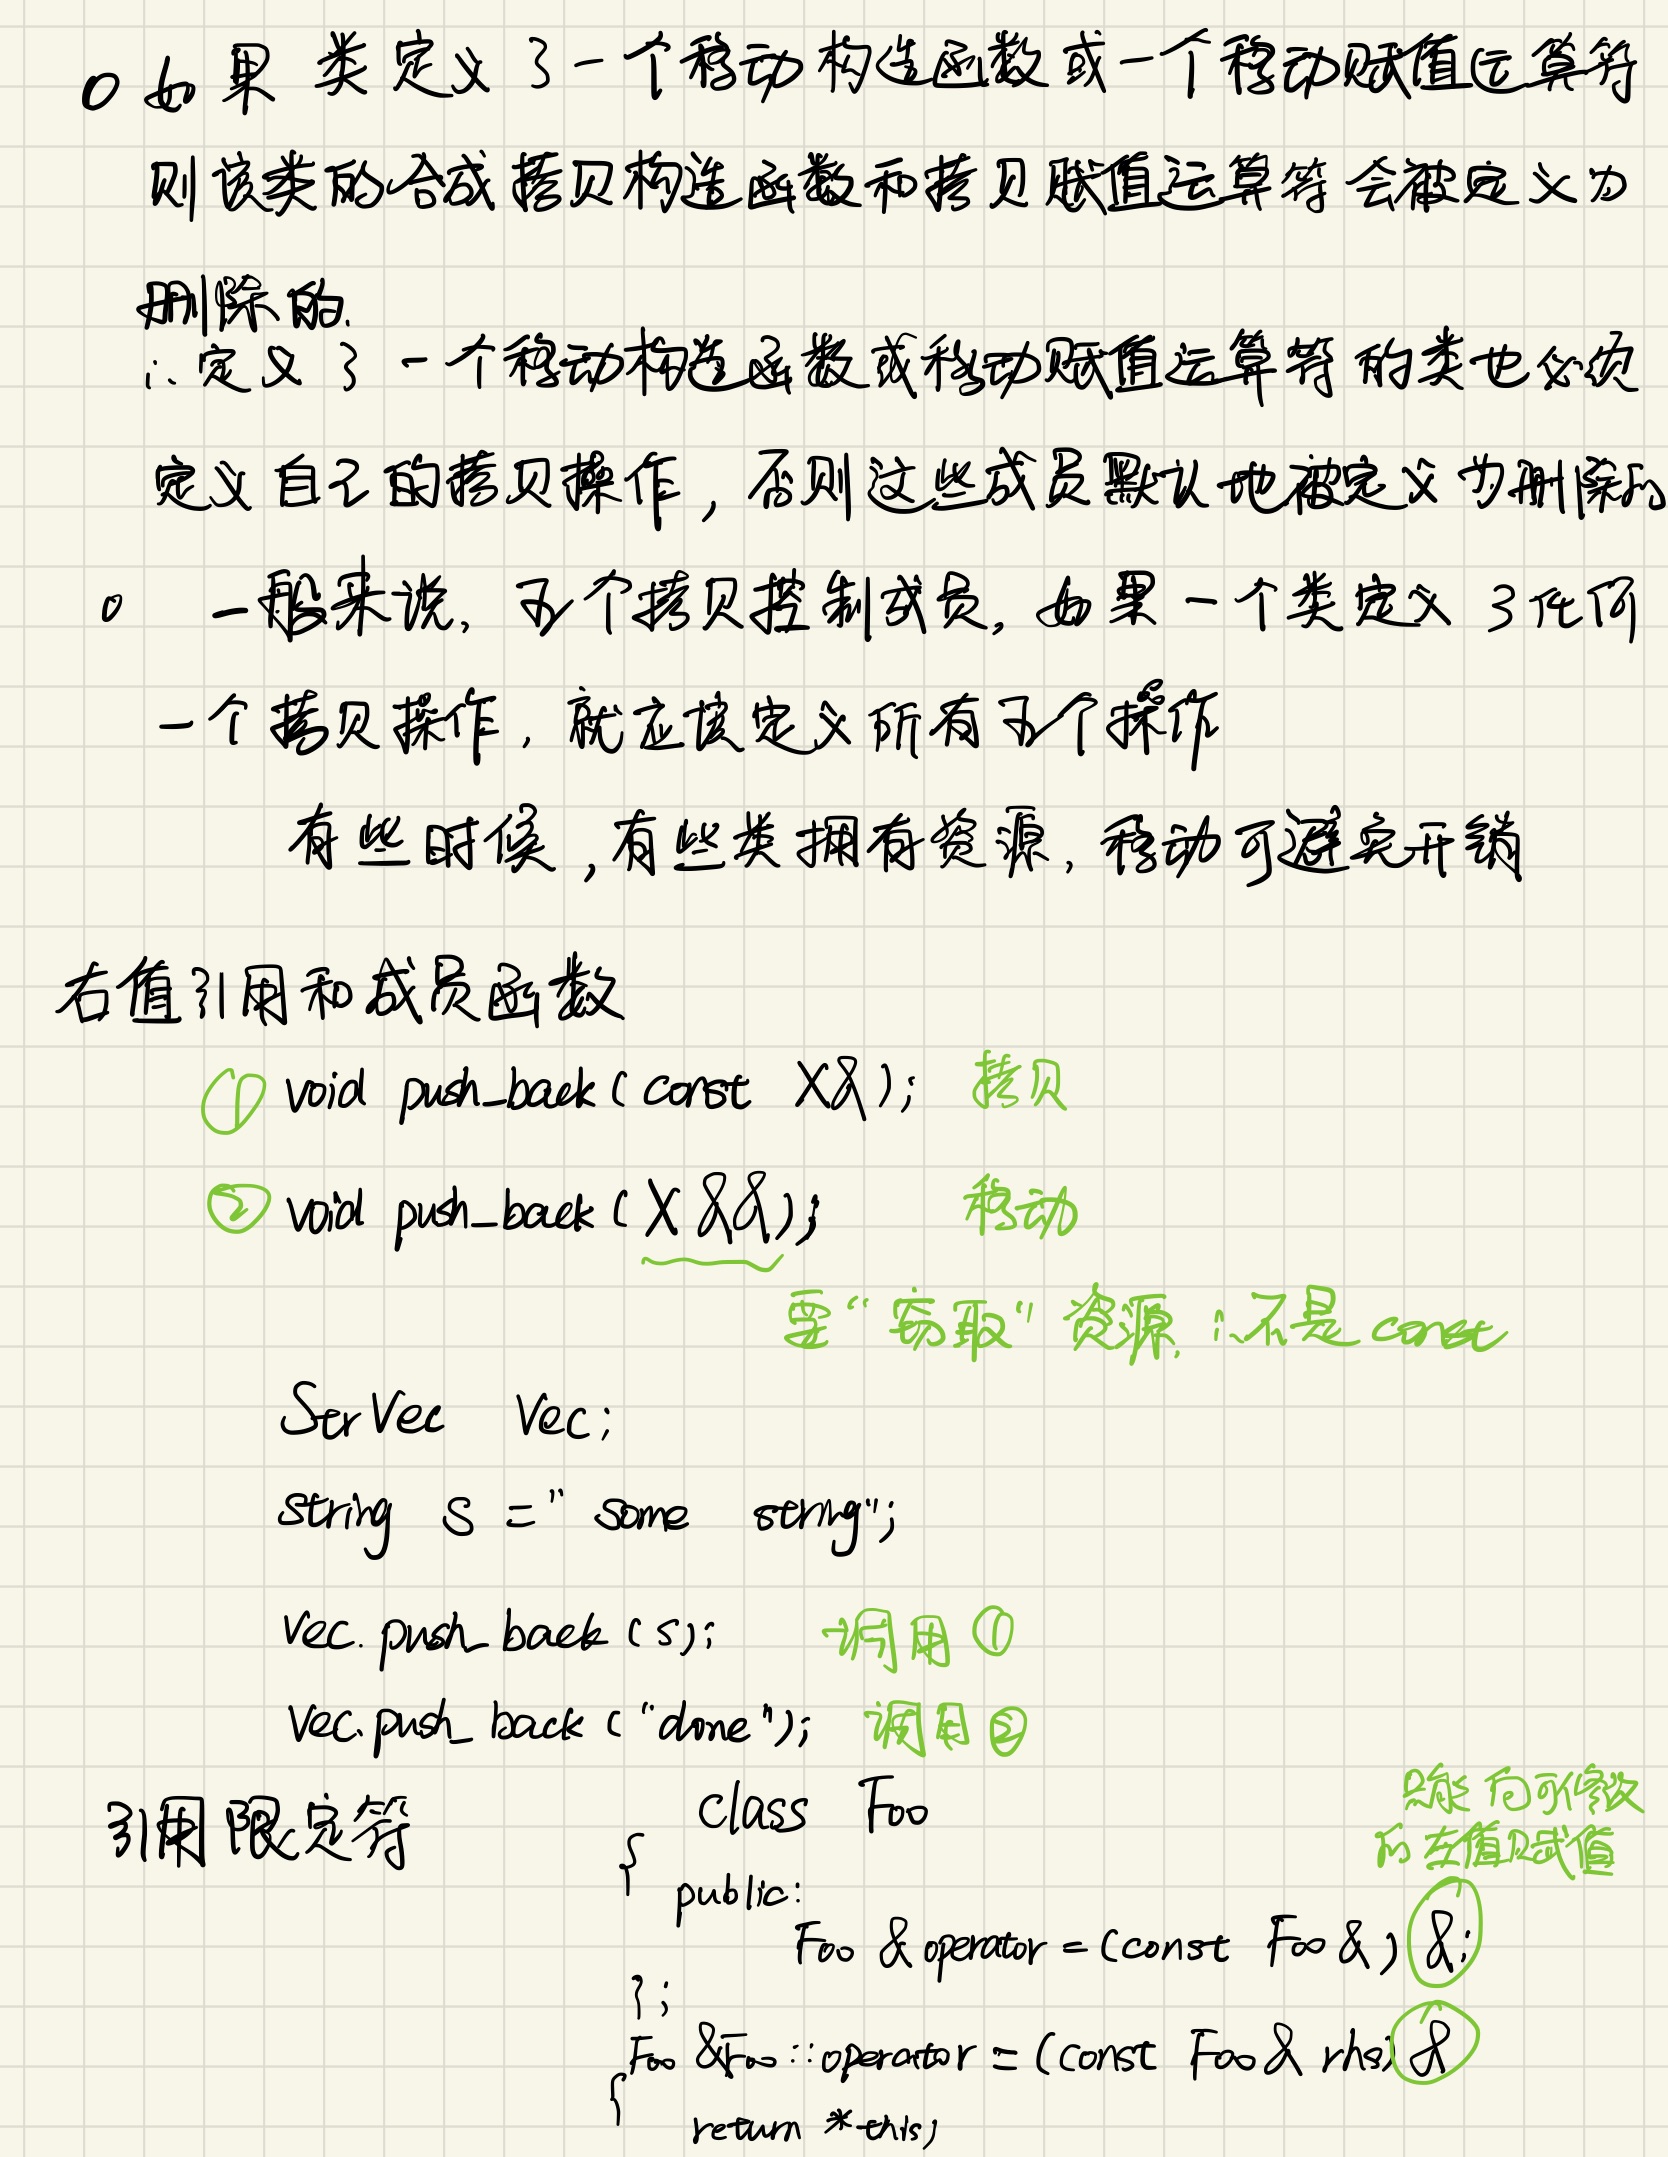 o 如果类定义了一个移动构造函数或一个移动赋值运算符
则该类的合成拷贝构造函数和拷贝赋值运算符会被定义为
删除的.
∴定义了一个移动构造函数或移动赋值运算符的类也必须
定义自己的拷贝操作,否则这些成员默认地被定义为删除的
o 一般来说,五个拷贝控制成员,如果一个类定义了任何
一个拷贝操作,就应该定义所有五个操作
有些时候,有些类拥有资源,移动可避免开销
右值引用和成员函数
① void push_back(const X&); 拷贝
② void push_back(X &&); 移动
要“窃取”资源,∴不是const
StrVec Vec;
string s = "some string";
Vec.push_back(s); 调用①
Vec.push_back("done"); 调用②
引用限定符 class Foo
只能向可修改
的左值赋值
{
public:
Foo &operator=(const Foo &) &;
};
Foo &Foo::operator=(const Foo& rhs) &
{
return *this;